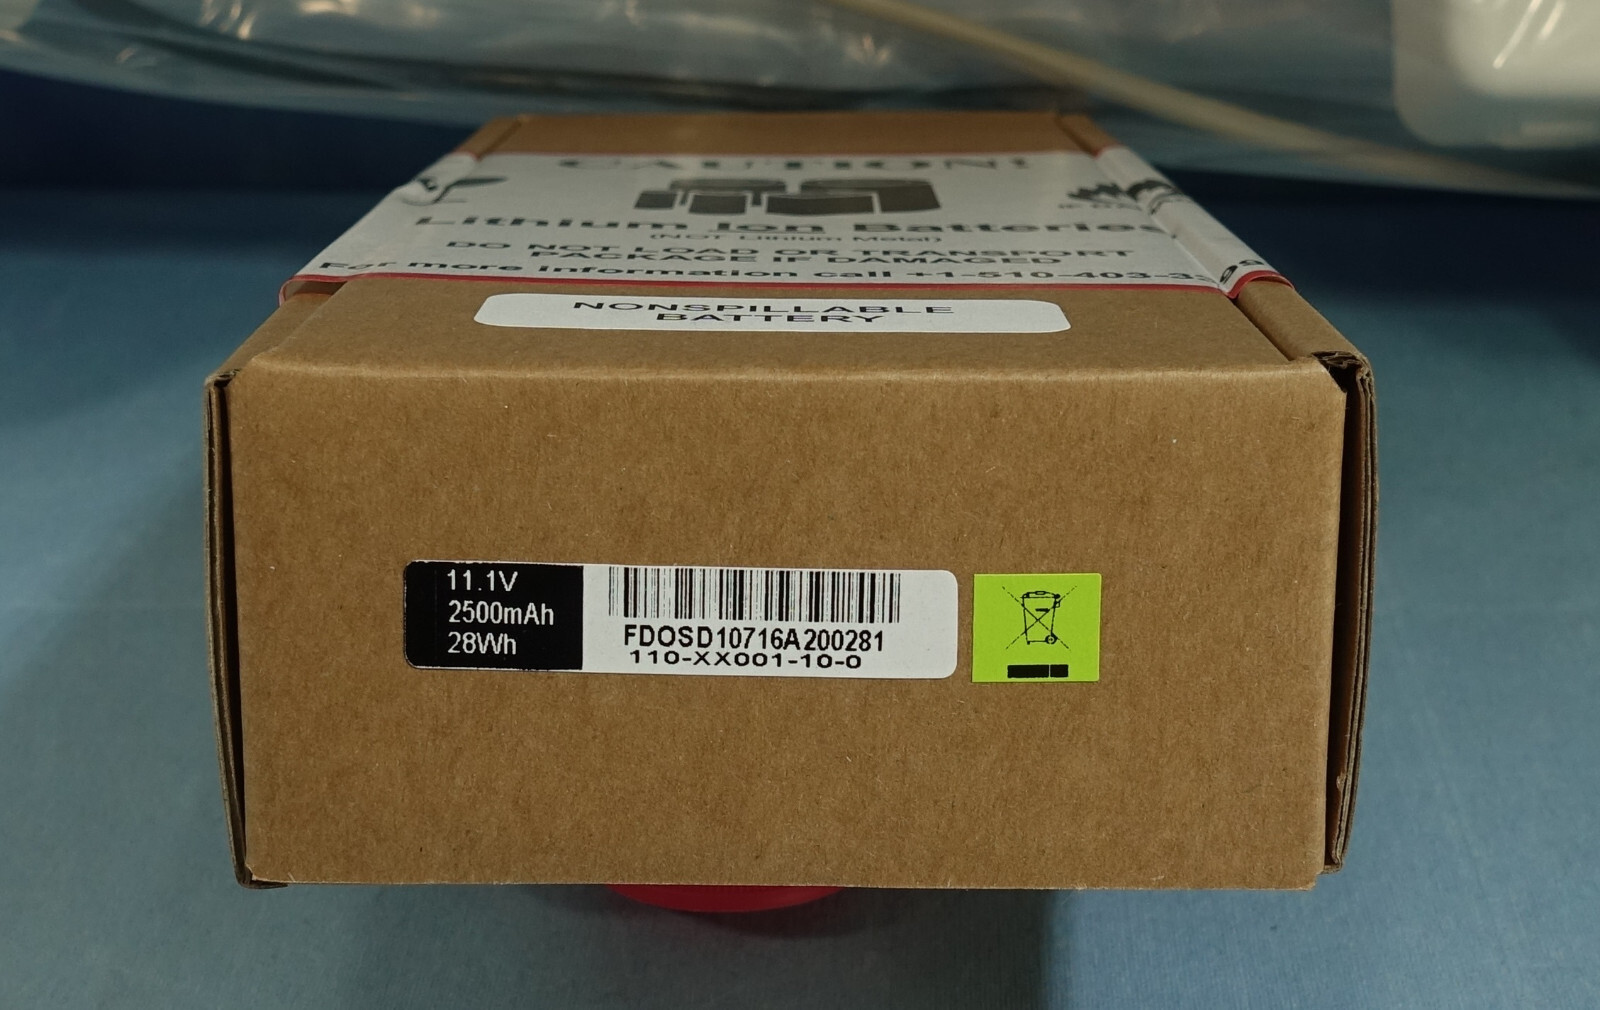 CAUTION!
Lithium Ion Batteries
(NOT Lithium Metal)
DO NOT LOAD OR TRANSPORT
PACKAGE IF DAMAGED
For more information call +1-510-403-3
NONSPILLABLE
BATTERY
11.1V
2500mAh
28Wh
FDOSD10716A200281
110-XX001-10-0